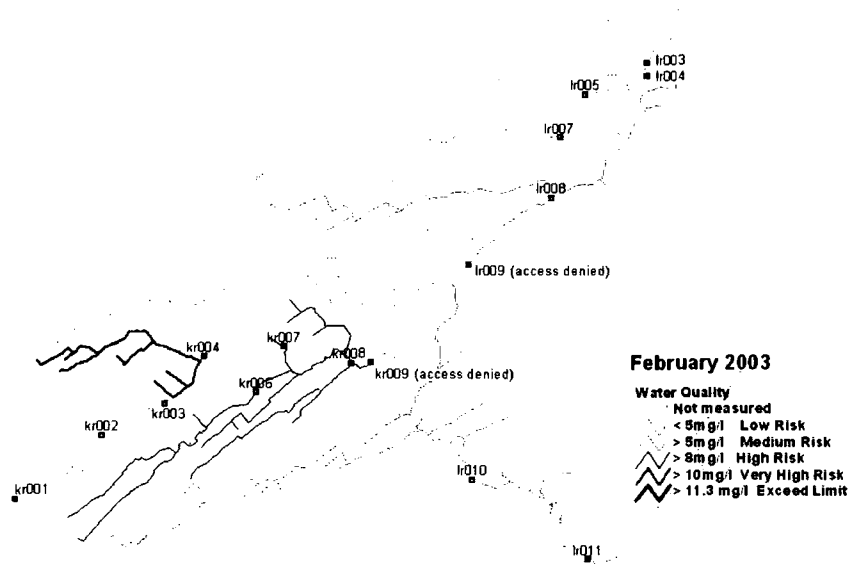 lr003
lr004
lr005
lr007
lr008
lr009 (access denied)
kr004
kr007
kr008
kr009 (access denied)
kr006
kr003
kr002
kr001
lr010
lr011
February 2003
Water Quality
Not measured
< 5mg/l Low Risk
> 5mg/l Medium Risk
> 8mg/l High Risk
> 10mg/l Very High Risk
> 11.3 mg/l Exceed Limit